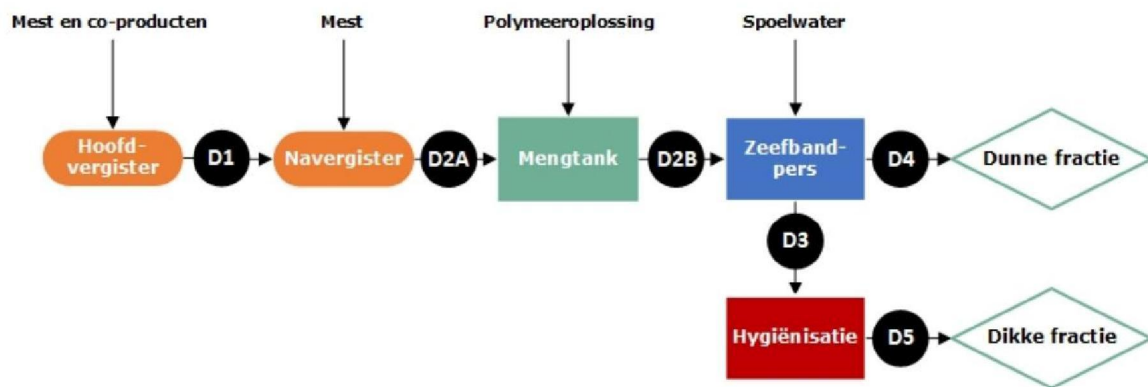 Mest en co-producten
Mest
Polymeeroplossing
Spoelwater
Hoofd-
vergister
D1
Navergister
D2A
Mengtank
D2B
Zeefband-
pers
D4
Dunne fractie
D3
Hygiënisatie
D5
Dikke fractie